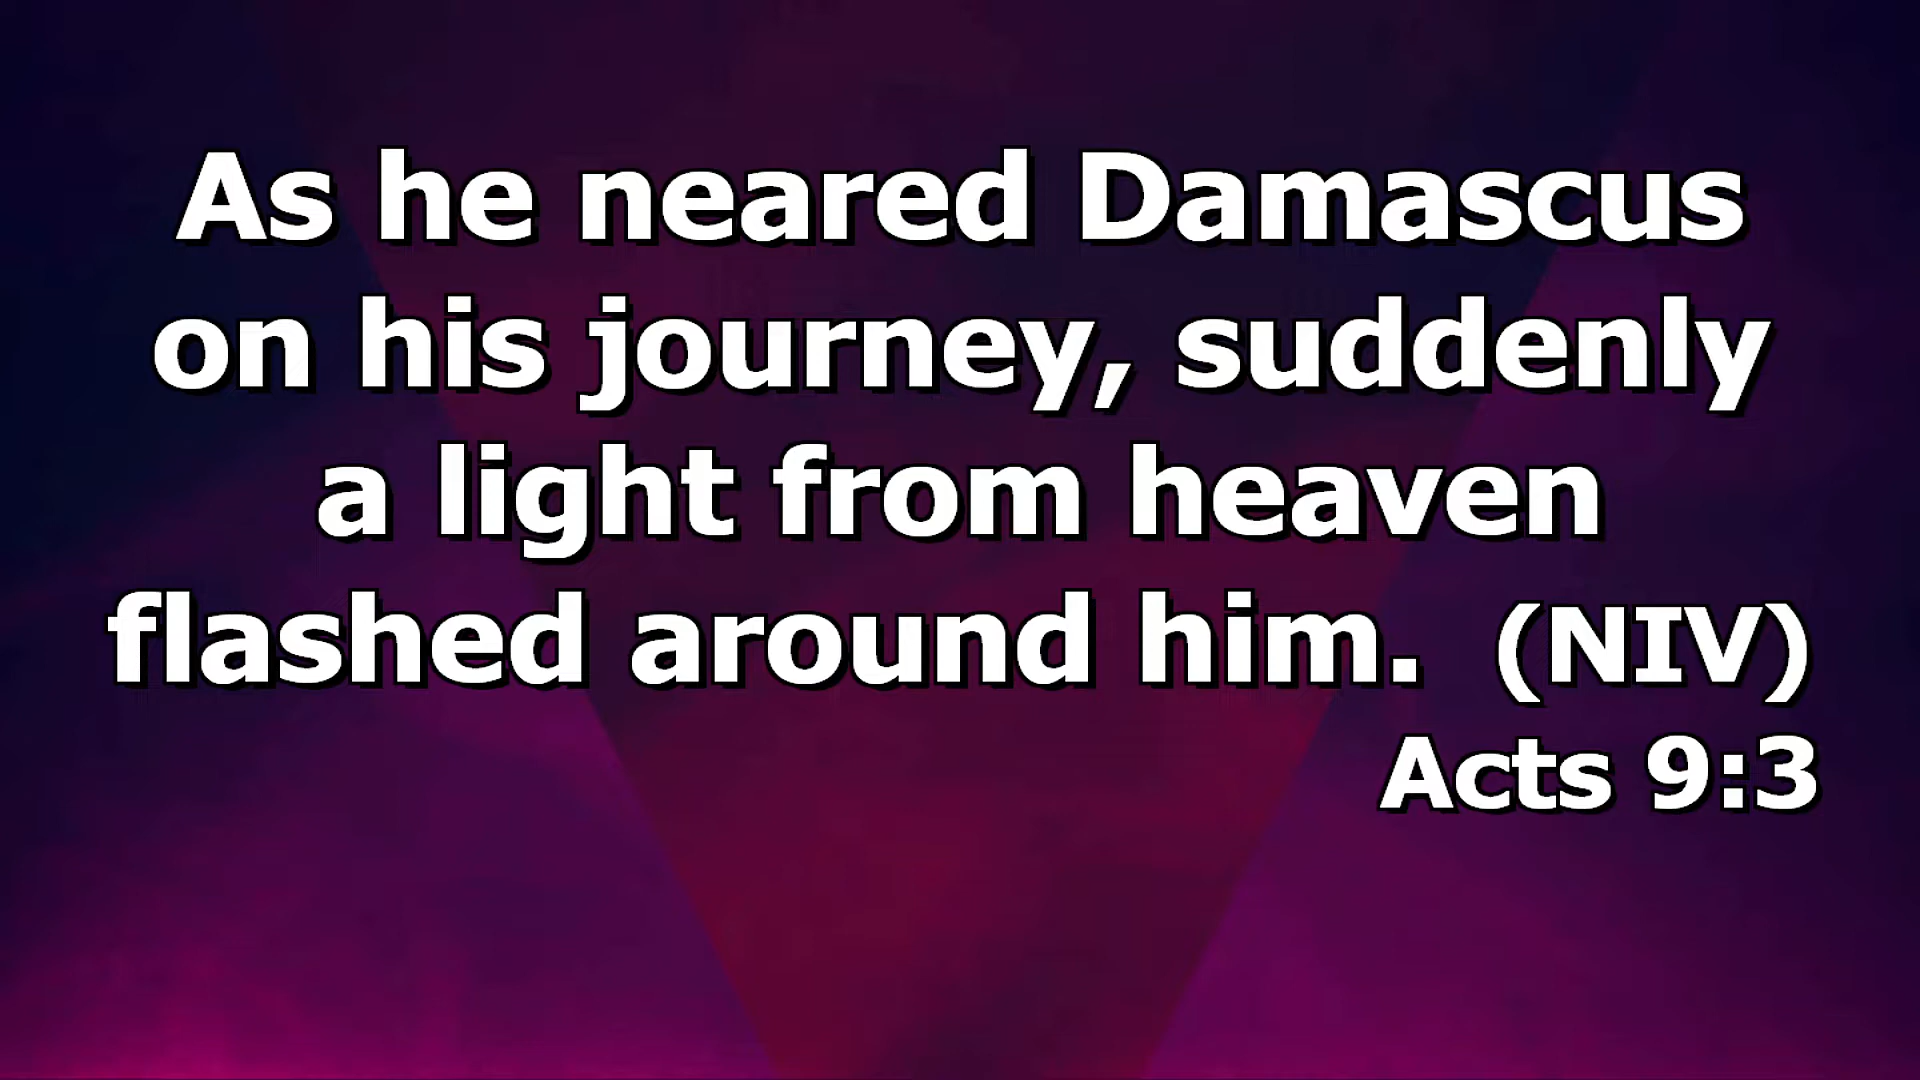 As he neared Damascus
on his journey, suddenly
a light from heaven
flashed around him. (NIV)
Acts 9:3